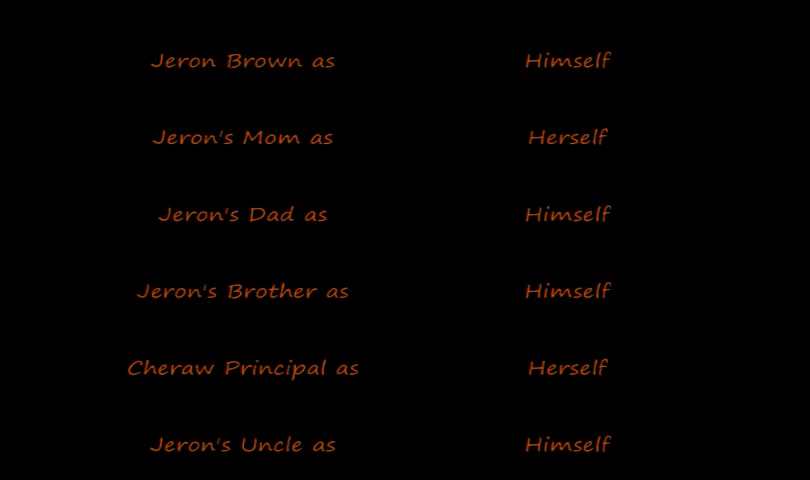 Jeron Brown as Himself
Jeron's Mom as Herself
Jeron's Dad as Himself
Jeron's Brother as Himself
Cheraw Principal as Herself
Jeron's Uncle as Himself